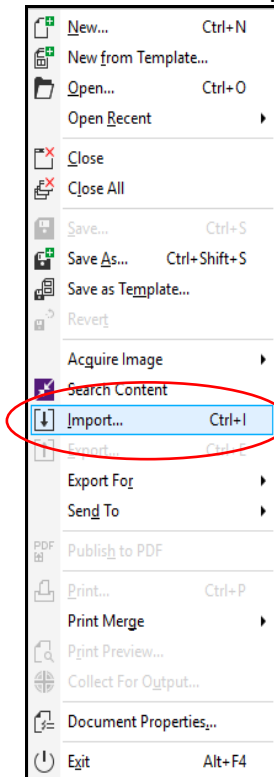 New... Ctrl+N
New from Template...
Open... Ctrl+O
Open Recent
Close
Close All
Save... Ctrl+S
Save As... Ctrl+Shift+S
Save as Template...
Revert
Acquire Image
Search Content
Import... Ctrl+I
Export... Ctrl+E
Export For
Send To
PDF Publish to PDF
Print... Ctrl+P
Print Merge
Print Preview...
Collect For Output...
Document Properties...
Exit Alt+F4